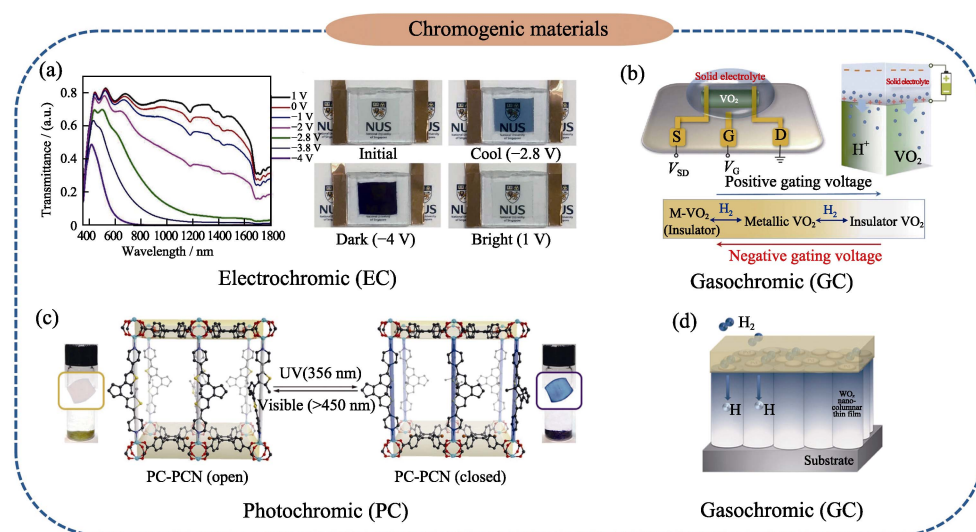 Chromogenic materials
(a)
Transmittance (a.u.)
0.8
0.6
0.4
0.2
0
400 600 800 1000 1200 1400 1600 1800
Wavelength / nm
1 V
0 V
−1 V
−2 V
−2.8 V
−3.8 V
−4 V
NUS
Initial
NUS
Cool (−2.8 V)
Dark (−4 V)
NUS
Bright (1 V)
Electrochromic (EC)
(b)
Solid electrolyte
VO₂
S
G
D
V_SD
V_G
Solid electrolyte
H⁺
VO₂
Positive gating voltage
M-VO₂
(Insulator)
H₂
Metallic VO₂
H₂
Insulator VO₂
Negative gating voltage
Gasochromic (GC)
(c)
UV(356 nm)
Visible (>450 nm)
PC-PCN (open)
PC-PCN (closed)
Photochromic (PC)
(d)
H₂
H
H
nano-
columnar
thin film
Substrate
Gasochromic (GC)